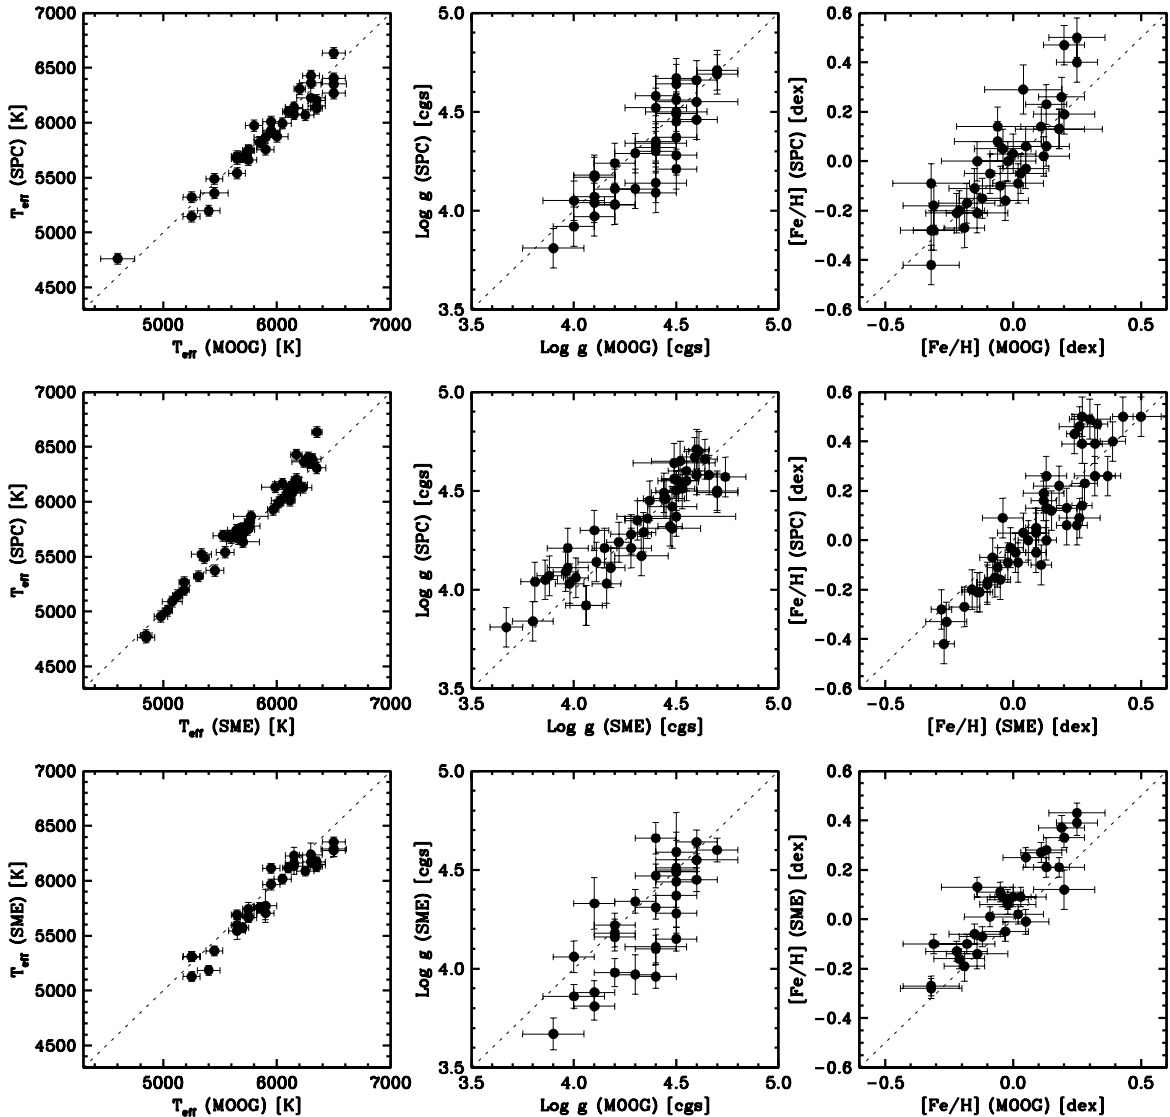 7000
6500
6000
5500
5000
4500
T_eff (SPC) [K]
5000 6000 7000
T_eff (MOOG) [K]
5.0
4.5
4.0
3.5
Log g (SPC) [cgs]
3.5 4.0 4.5 5.0
Log g (MOOG) [cgs]
0.6
0.4
0.2
0.0
−0.2
−0.4
−0.6
[Fe/H] (SPC) [dex]
−0.5 0.0 0.5
[Fe/H] (MOOG) [dex]
7000
6500
6000
5500
5000
4500
T_eff (SPC) [K]
5000 6000 7000
T_eff (SME) [K]
5.0
4.5
4.0
3.5
Log g (SPC) [cgs]
3.5 4.0 4.5 5.0
Log g (SME) [cgs]
0.6
0.4
0.2
0.0
−0.2
−0.4
−0.6
[Fe/H] (SPC) [dex]
−0.5 0.0 0.5
[Fe/H] (SME) [dex]
7000
6500
6000
5500
5000
4500
T_eff (SME) [K]
5000 6000 7000
T_eff (MOOG) [K]
5.0
4.5
4.0
3.5
Log g (SME) [cgs]
3.5 4.0 4.5 5.0
Log g (MOOG) [cgs]
0.6
0.4
0.2
0.0
−0.2
−0.4
−0.6
[Fe/H] (SME) [dex]
−0.5 0.0 0.5
[Fe/H] (MOOG) [dex]